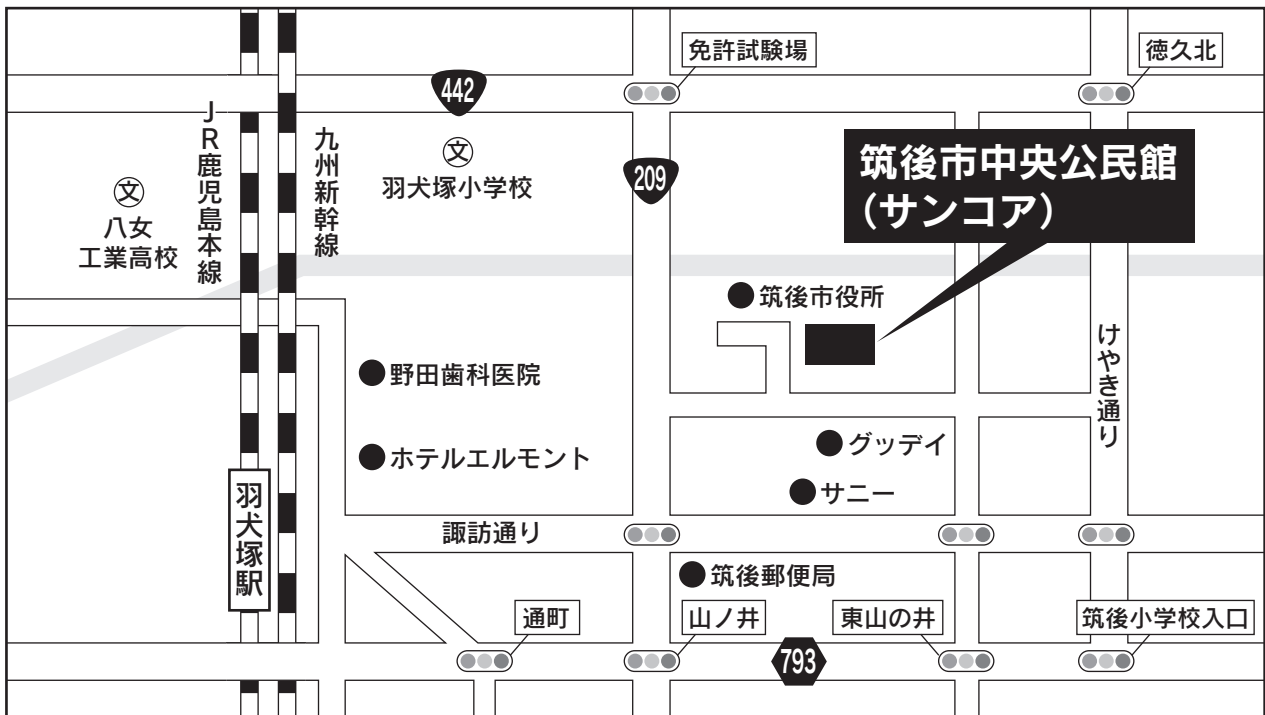 免許試験場
徳久北
442
JR鹿児島本線
九州新幹線
文
羽犬塚小学校
209
筑後市中央公民館
(サンコア)
文
八女
工業高校
筑後市役所
けやき通り
野田歯科医院
グッデイ
ホテルエルモント
サニー
羽犬塚駅
諏訪通り
筑後郵便局
通町
山ノ井
東山の井
筑後小学校入口
793